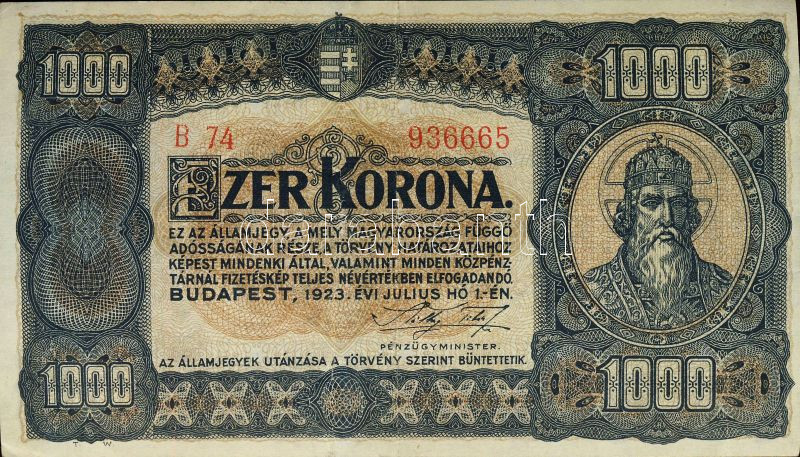 1000 1000
B 74 936665
EZER KORONA.
EZ AZ ÁLLAMJEGY, A MELY MAGYARORSZÁG FÜGGŐ
ADÓSSÁGÁNAK RÉSZE, A TÖRVÉNY HATÁROZATAIHOZ
KÉPEST MINDENKI ÁLTAL, VALAMINT MINDEN KÖZPÉNZ-
TÁRNÁL FIZETÉSKÉP TELJES NÉVÉRTÉKBEN ELFOGADANDÓ.
BUDAPEST, 1923. ÉVI JULIUS HÓ 1.-ÉN.
PÉNZÜGYMINISTER.
AZ ÁLLAMJEGYEK UTÁNZÁSA A TÖRVÉNY SZERINT BÜNTETTETIK.
1000 1000
T W